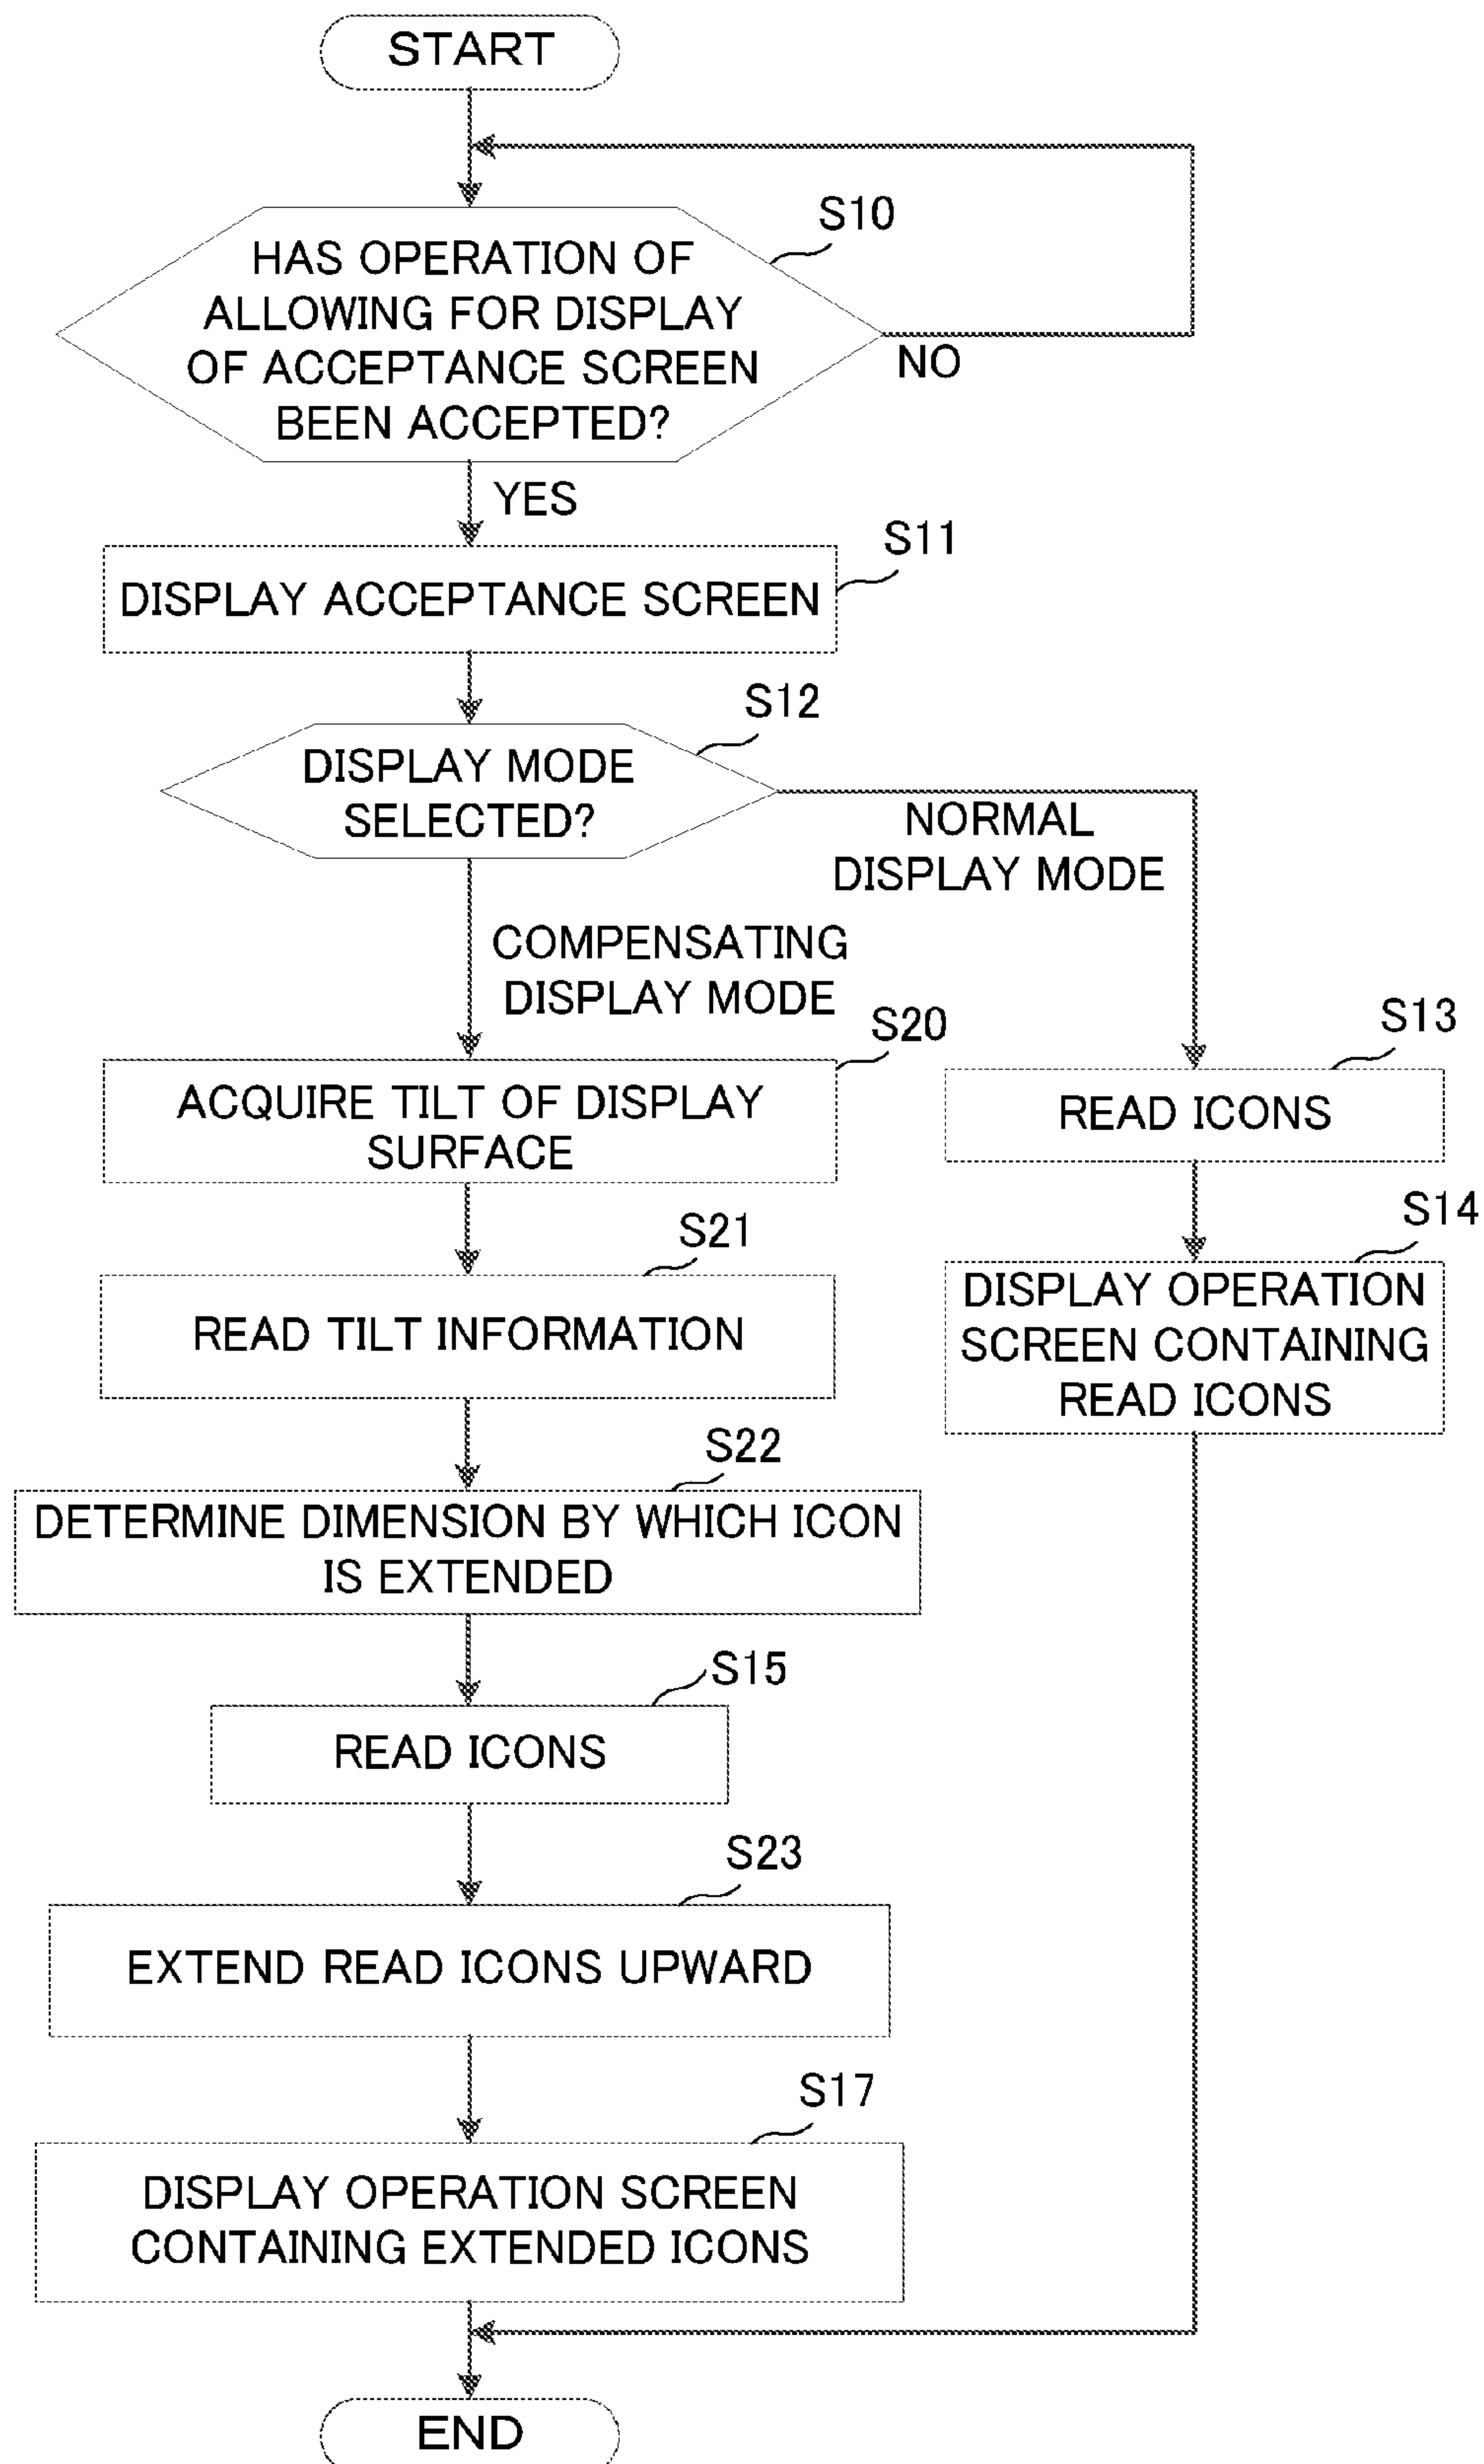 START
S10
HAS OPERATION OF
ALLOWING FOR DISPLAY
OF ACCEPTANCE SCREEN
BEEN ACCEPTED?
NO
YES
S11
DISPLAY ACCEPTANCE SCREEN
S12
DISPLAY MODE
SELECTED?
NORMAL
DISPLAY MODE
COMPENSATING
DISPLAY MODE
S20
ACQUIRE TILT OF DISPLAY
SURFACE
S13
READ ICONS
S21
READ TILT INFORMATION
S14
DISPLAY OPERATION
SCREEN CONTAINING
READ ICONS
S22
DETERMINE DIMENSION BY WHICH ICON
IS EXTENDED
S15
READ ICONS
S23
EXTEND READ ICONS UPWARD
S17
DISPLAY OPERATION SCREEN
CONTAINING EXTENDED ICONS
END